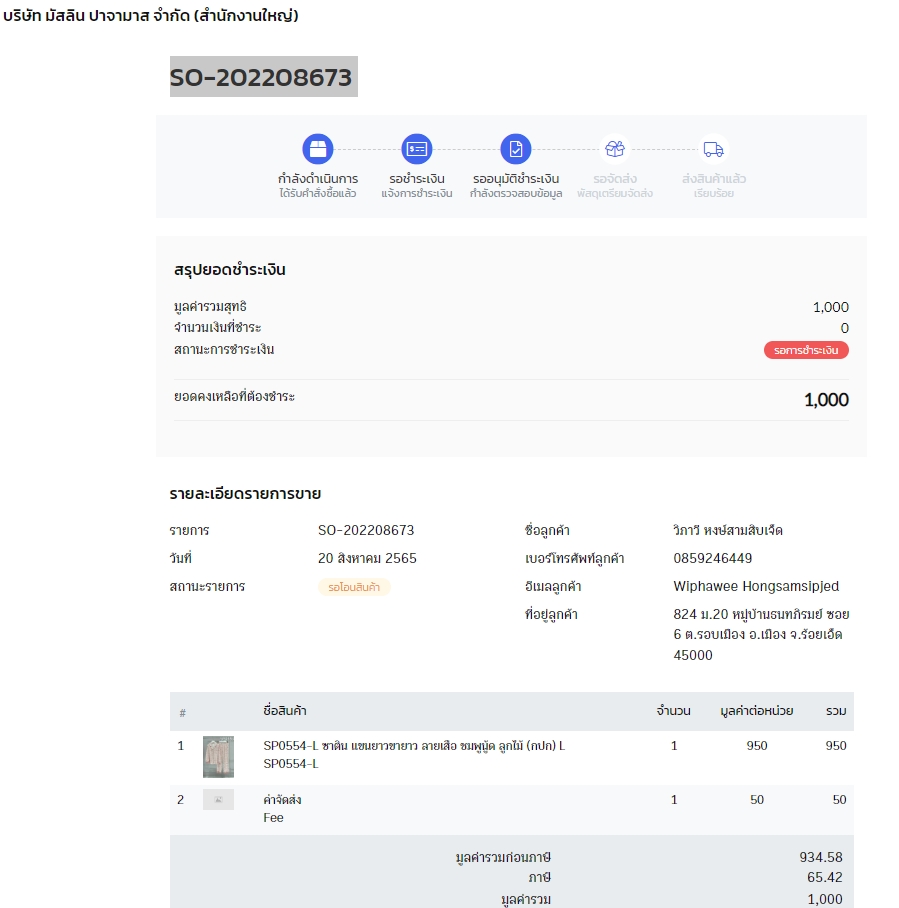 บริษัท มัสลิน ปาจามาส จำกัด (สำนักงานใหญ่)
SO-202208673
กำลังดำเนินการ
ได้รับคำสั่งซื้อแล้ว
รอชำระเงิน
แจ้งการชำระเงิน
รออนุมัติชำระเงิน
กำลังตรวจสอบข้อมูล
รอจัดส่ง
พัสดุเตรียมจัดส่ง
ส่งสินค้าแล้ว
เรียบร้อย
สรุปยอดชำระเงิน
มูลค่ารวมสุทธิ 1,000
จำนวนเงินที่ชำระ 0
สถานะการชำระเงิน รอการชำระเงิน
ยอดคงเหลือที่ต้องชำระ 1,000
รายละเอียดรายการขาย
รายการ SO-202208673
วันที่ 20 สิงหาคม 2565
สถานะรายการ รอโอนสินค้า
ชื่อลูกค้า วิภาวี หงษ์สามสิบเจ็ด
เบอร์โทรศัพท์ลูกค้า 0859246449
อีเมลลูกค้า Wiphawee Hongsamsipjed
ที่อยู่ลูกค้า 824 ม.20 หมู่บ้านธนทภิรมย์ ซอย
6 ต.รอบเมือง อ.เมือง จ.ร้อยเอ็ด
45000
# ชื่อสินค้า จำนวน มูลค่าต่อหน่วย รวม
1 SP0554-L ซาติน แขนยาวขายาว ลายเสือ ชมพูนู้ด ลูกไม้ (กปก) L 1 950 950
SP0554-L
2 ค่าจัดส่ง 1 50 50
Fee
มูลค่ารวมก่อนภาษี 934.58
ภาษี 65.42
มูลค่ารวม 1,000